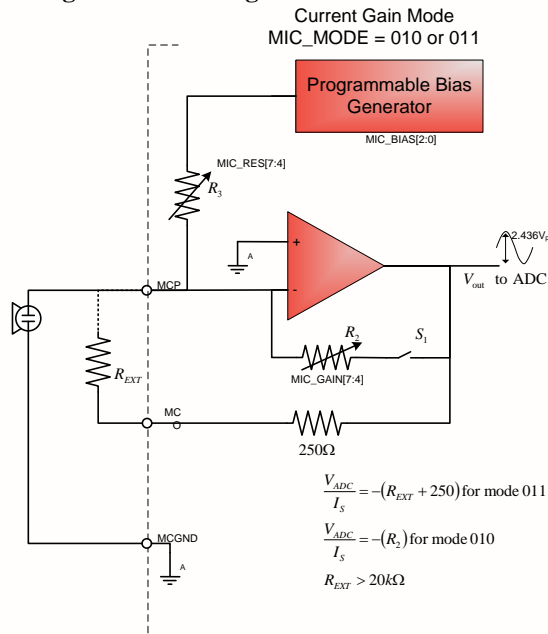 Current Gain Mode
MIC_MODE = 010 or 011
Programmable Bias
Generator
MIC_BIAS[2:0]
MIC_RES[7:4]
R3
+
A
-
2.436V
Vout to ADC
MCP
R2
S1
MIC_GAIN[7:4]
REXT
MC
O
250Ω
VADC/IS = -(REXT + 250) for mode 011
VADC/IS = -(R2) for mode 010
REXT > 20kΩ
MCGND
A